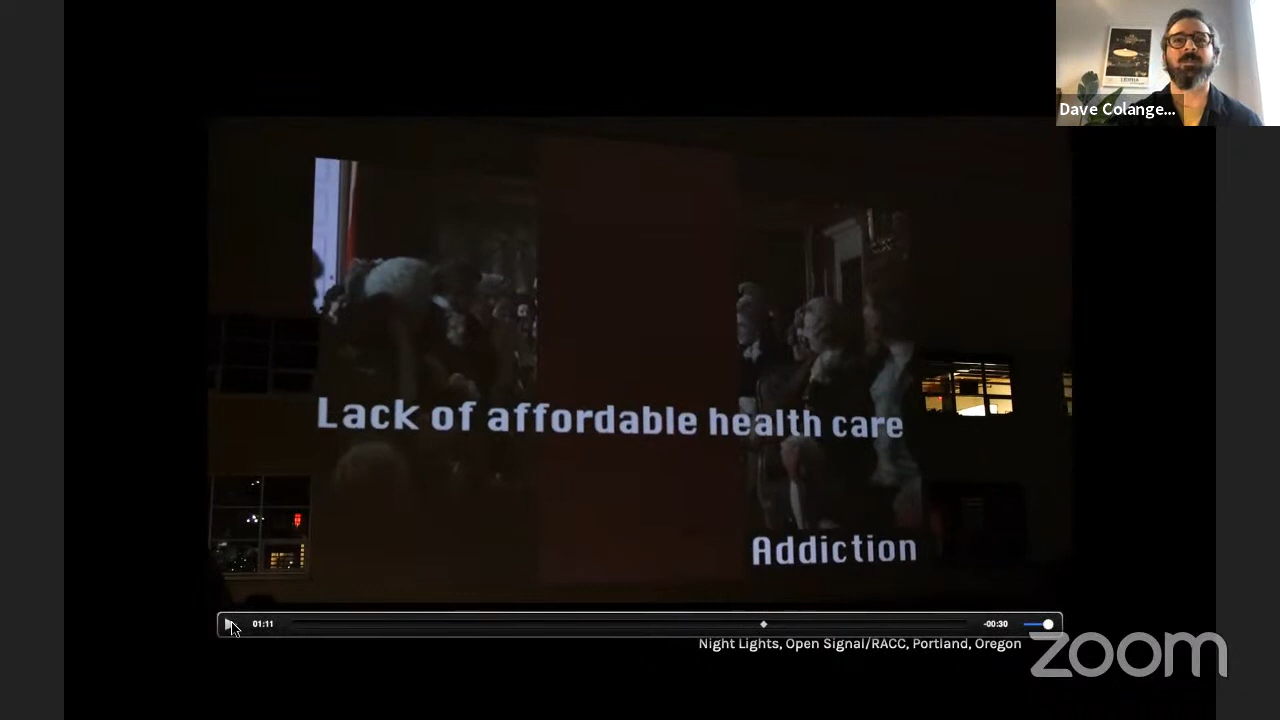 Dave Colange...
Lack of affordable health care
Addiction
01:11
-00:30
Night Lights, Open Signal/RACC, Portland, Oregon
zoom